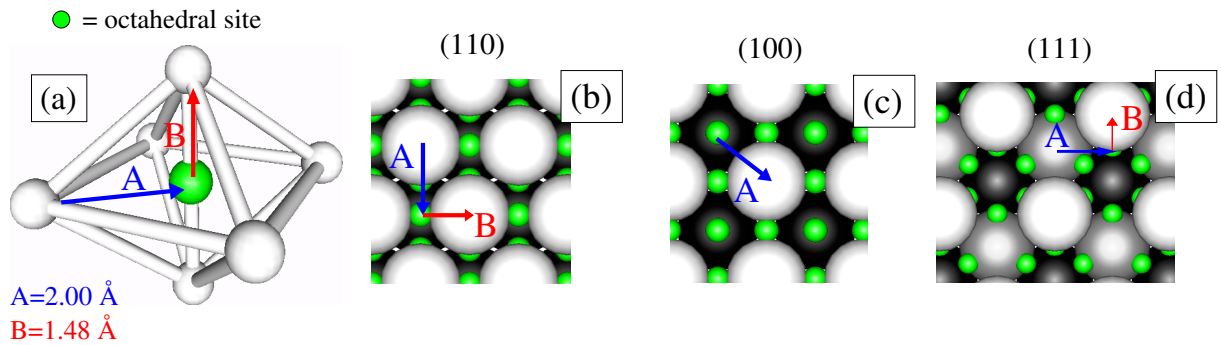 = octahedral site
(a)
B
A
A=2.00 Å
B=1.48 Å
(110)
(b)
A
B
(100)
(c)
A
(111)
(d)
B
A